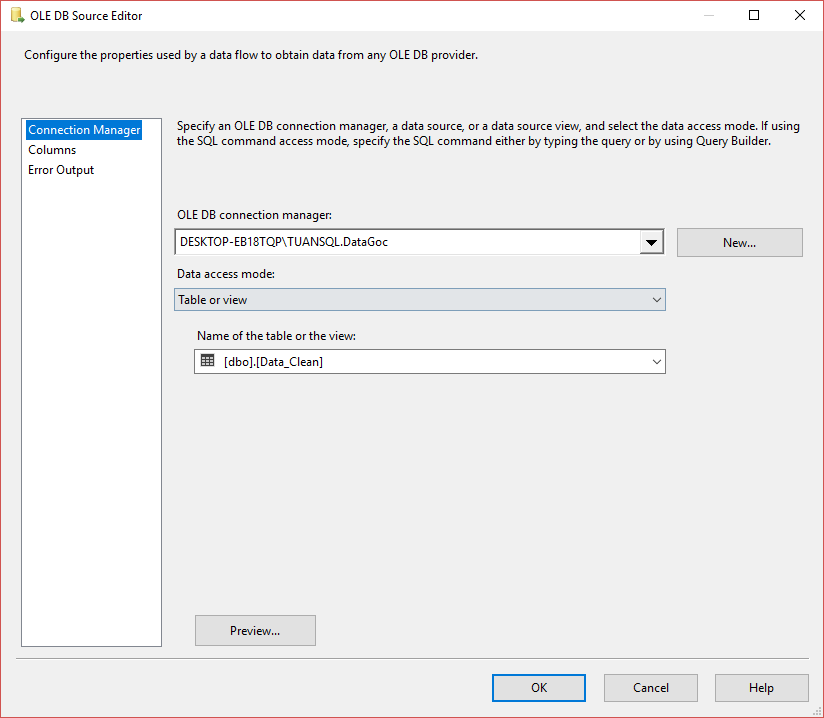 OLE DB Source Editor
Configure the properties used by a data flow to obtain data from any OLE DB provider.
Connection Manager
Columns
Error Output
Specify an OLE DB connection manager, a data source, or a data source view, and select the data access mode. If using
the SQL command access mode, specify the SQL command either by typing the query or by using Query Builder.
OLE DB connection manager:
DESKTOP-EB18TQP\TUANSQL.DataGoc
New...
Data access mode:
Table or view
Name of the table or the view:
[dbo].[Data_Clean]
Preview...
OK
Cancel
Help